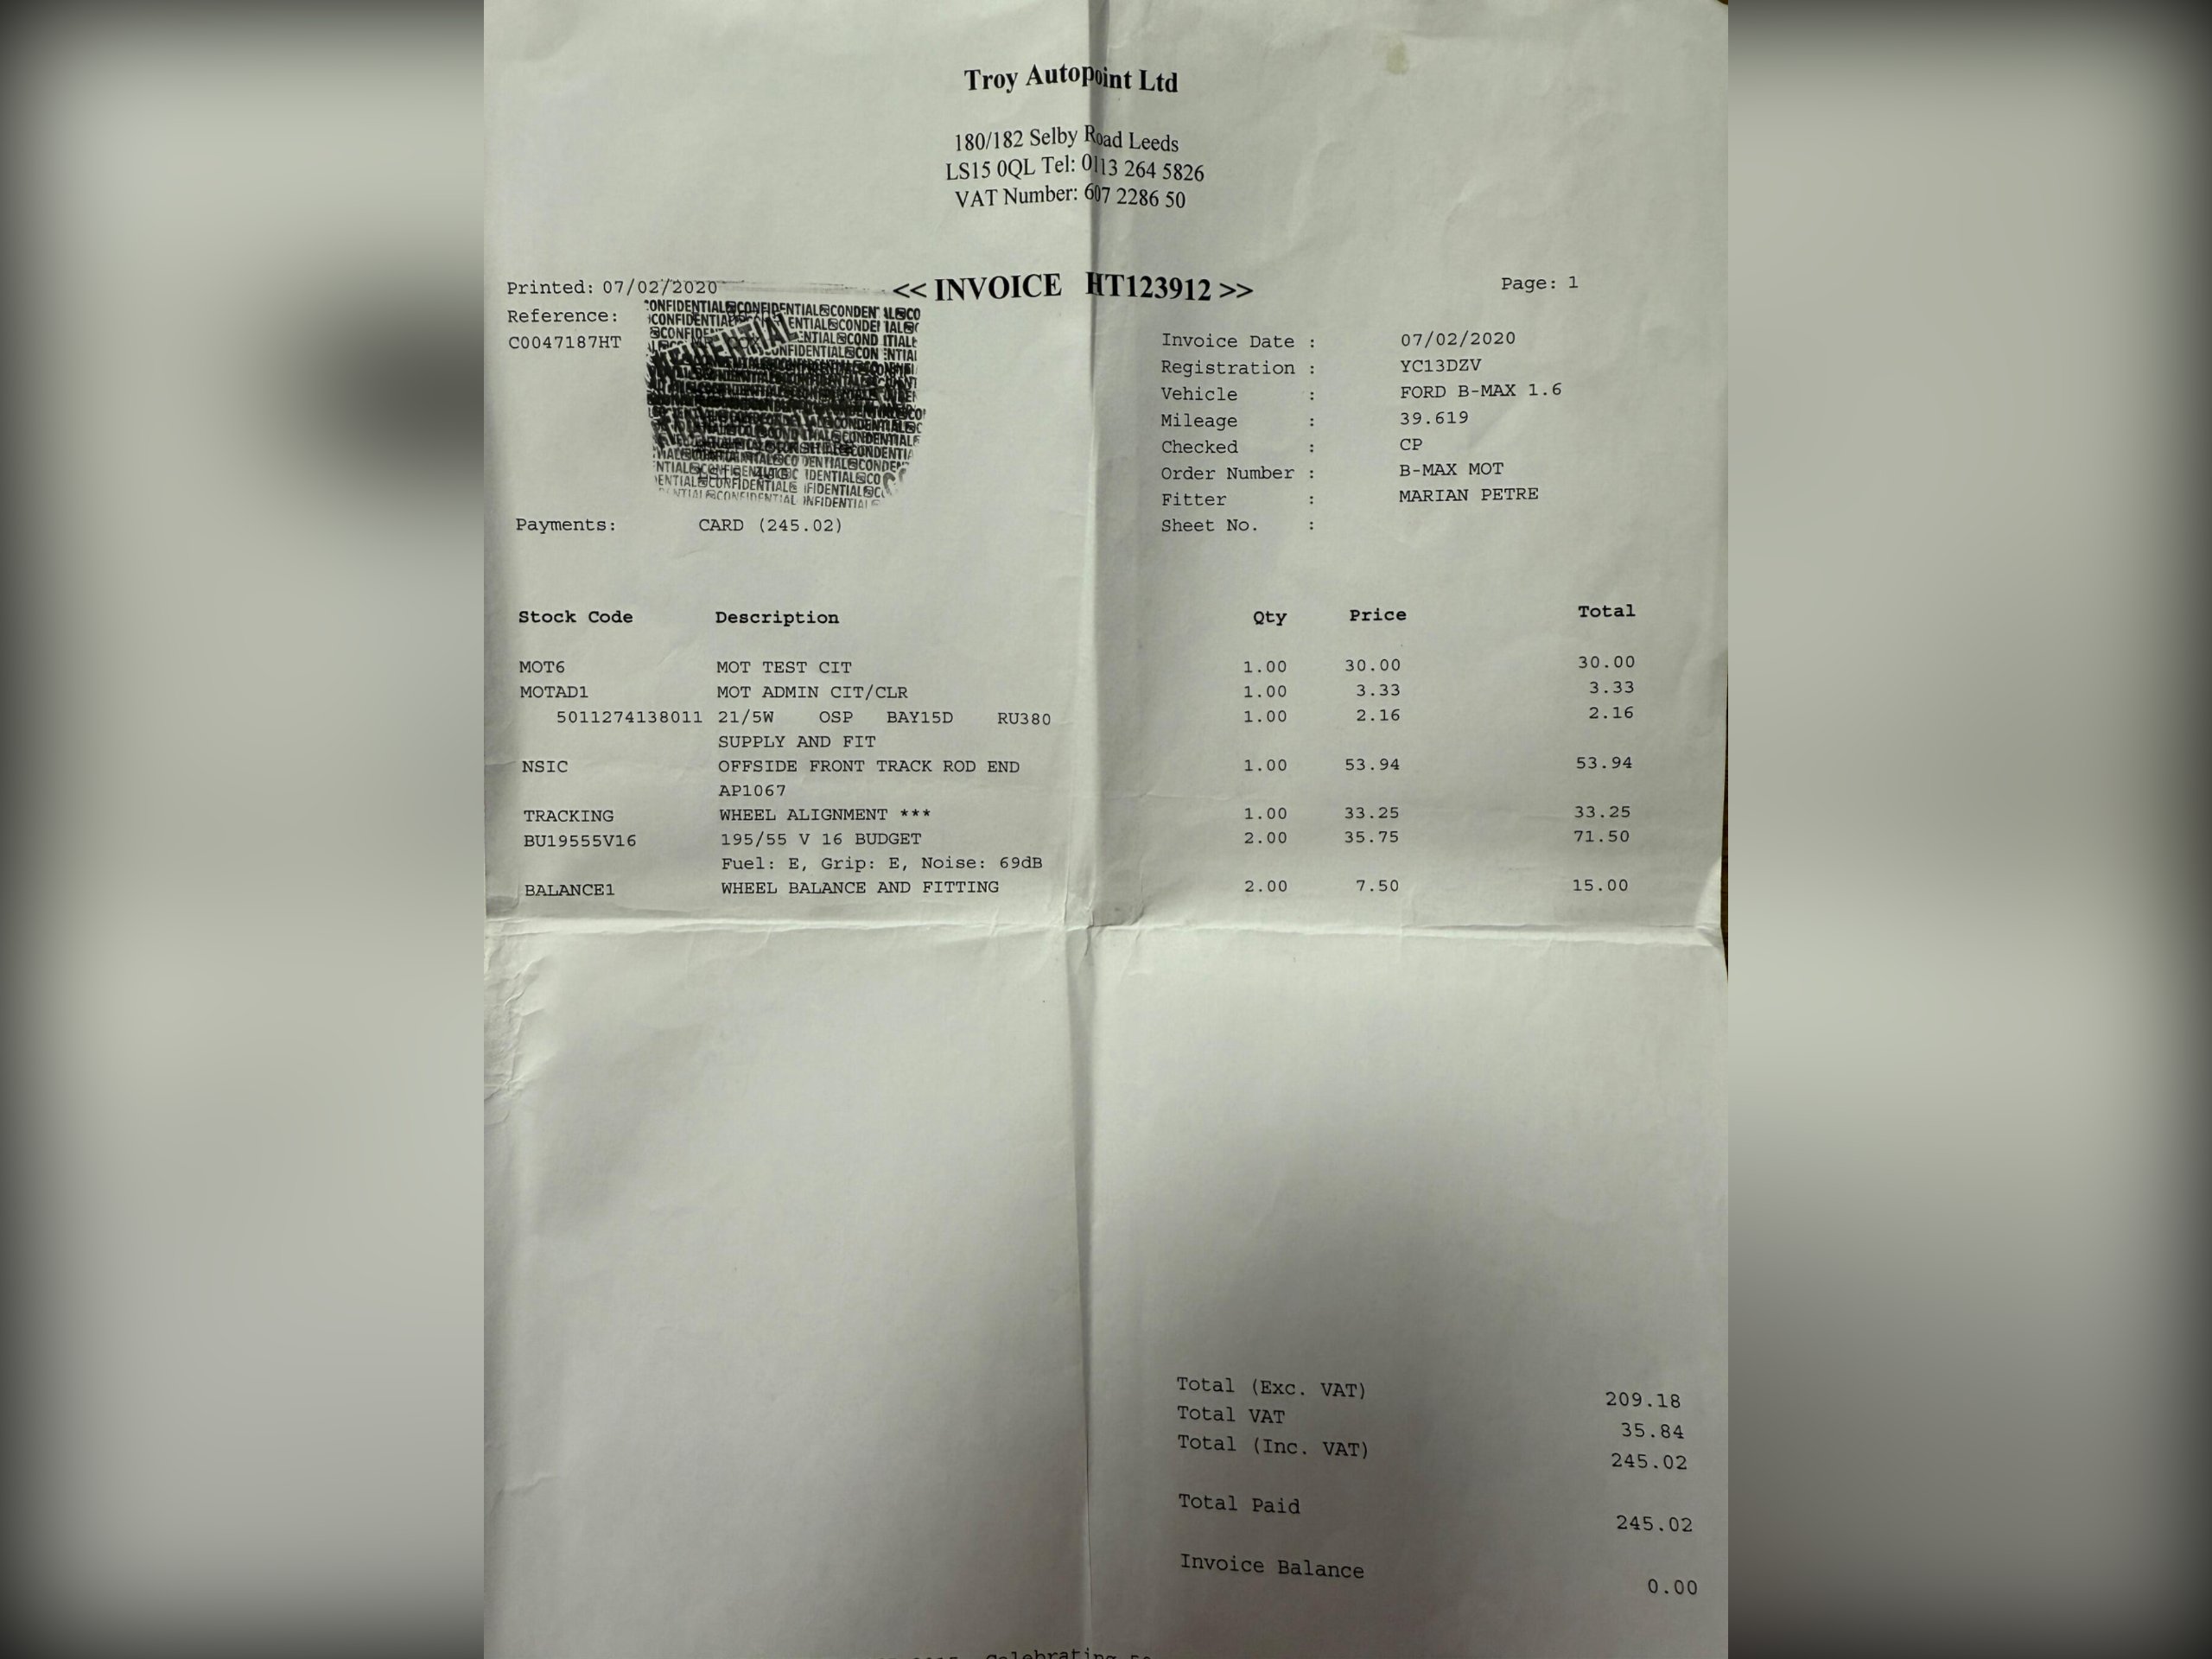 Troy Autopoint Ltd
180/182 Selby Road Leeds
LS15 0QL Tel: 0113 264 5826
VAT Number: 607 2286 50
Printed: 07/02/2020
<< INVOICE HT123912 >>
Page: 1
Reference:
C0047187HT
CONFIDENTIAL
Invoice Date : 07/02/2020
Registration : YC13DZV
Vehicle : FORD B-MAX 1.6
Mileage : 39.619
Checked : CP
Order Number : B-MAX MOT
Fitter : MARIAN PETRE
Sheet No. :
Payments: CARD (245.02)
Stock Code Description Qty Price Total
MOT6 MOT TEST CIT 1.00 30.00 30.00
MOTAD1 MOT ADMIN CIT/CLR 1.00 3.33 3.33
5011274138011 21/5W OSP BAY15D RU380 1.00 2.16 2.16
SUPPLY AND FIT
NSIC OFFSIDE FRONT TRACK ROD END 1.00 53.94 53.94
AP1067
TRACKING WHEEL ALIGNMENT *** 1.00 33.25 33.25
BU19555V16 195/55 V 16 BUDGET 2.00 35.75 71.50
Fuel: E, Grip: E, Noise: 69dB
BALANCE1 WHEEL BALANCE AND FITTING 2.00 7.50 15.00
Total (Exc. VAT) 209.18
Total VAT 35.84
Total (Inc. VAT) 245.02
Total Paid 245.02
Invoice Balance 0.00
Celebrating